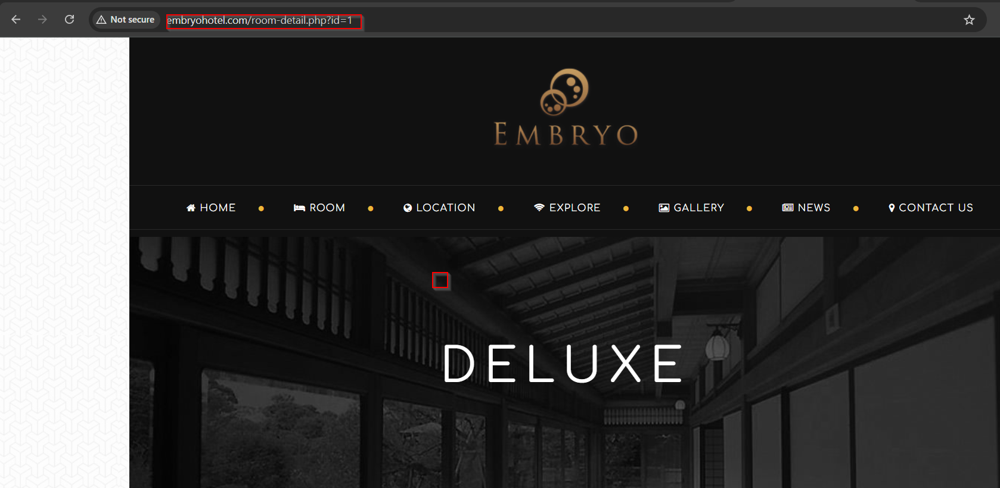 Not secure embryohotel.com/room-detail.php?id=1
EMBRYO
HOME ROOM LOCATION EXPLORE GALLERY NEWS CONTACT US
DELUXE